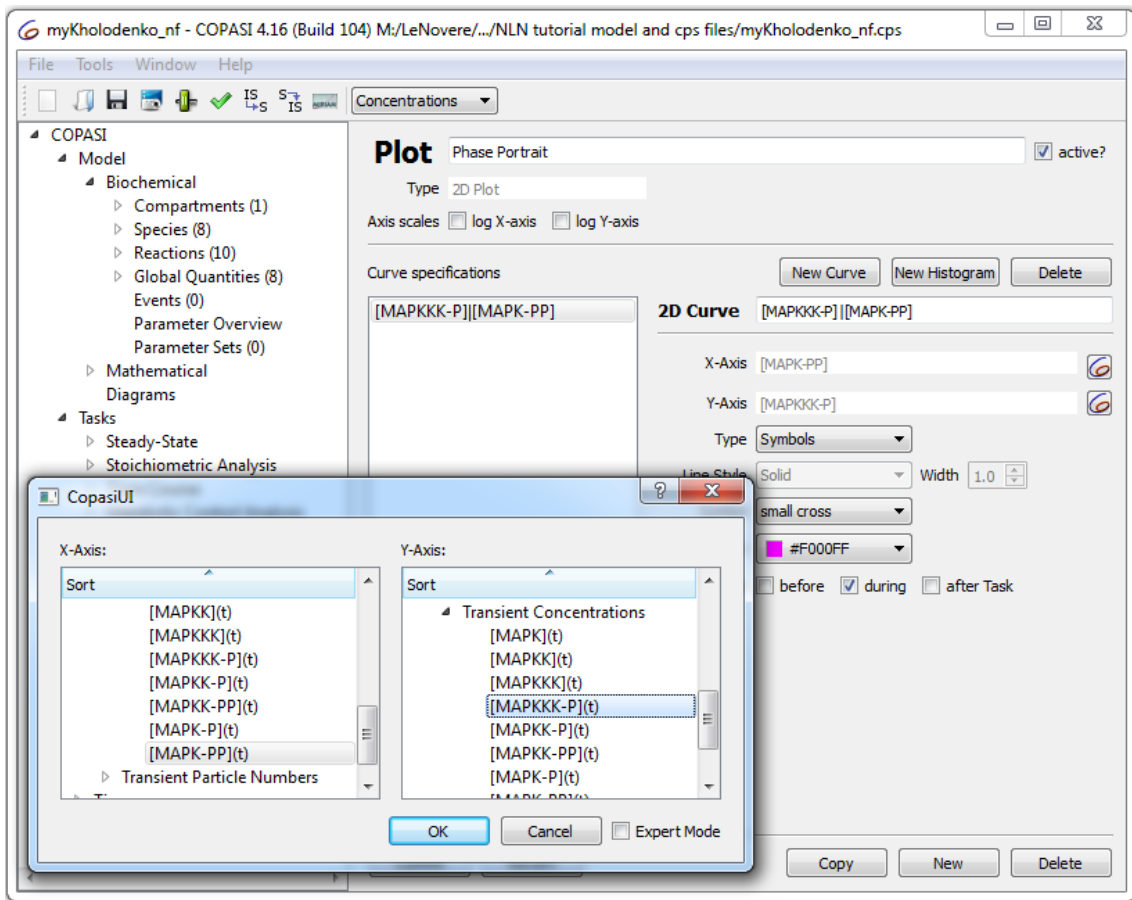 myKholodenko_nf - COPASI 4.16 (Build 104) M:/LeNovere/.../NLN tutorial model and cps files/myKholodenko_nf.cps
File Tools Window Help
Concentrations
COPASI
Model
Biochemical
Compartments (1)
Species (8)
Reactions (10)
Global Quantities (8)
Events (0)
Parameter Overview
Parameter Sets (0)
Mathematical
Diagrams
Tasks
Steady-State
Stoichiometric Analysis
Plot Phase Portrait active?
Type 2D Plot
Axis scales log X-axis log Y-axis
Curve specifications New Curve New Histogram Delete
[MAPKKK-P]|[MAPK-PP]
2D Curve [MAPKKK-P]|[MAPK-PP]
X-Axis [MAPK-PP]
Y-Axis [MAPKKK-P]
Type Symbols
Line Style Solid Width 1.0
small cross
#F000FF
before during after Task
CopasiUI
X-Axis:
Sort
[MAPKK](t)
[MAPKKK](t)
[MAPKKK-P](t)
[MAPKK-P](t)
[MAPKK-PP](t)
[MAPK-P](t)
[MAPK-PP](t)
Transient Particle Numbers
Y-Axis:
Sort
Transient Concentrations
[MAPK](t)
[MAPKK](t)
[MAPKKK](t)
[MAPKKK-P](t)
[MAPKK-P](t)
[MAPKK-PP](t)
[MAPK-P](t)
[MAPK-PP](t)
OK Cancel Expert Mode
Copy New Delete